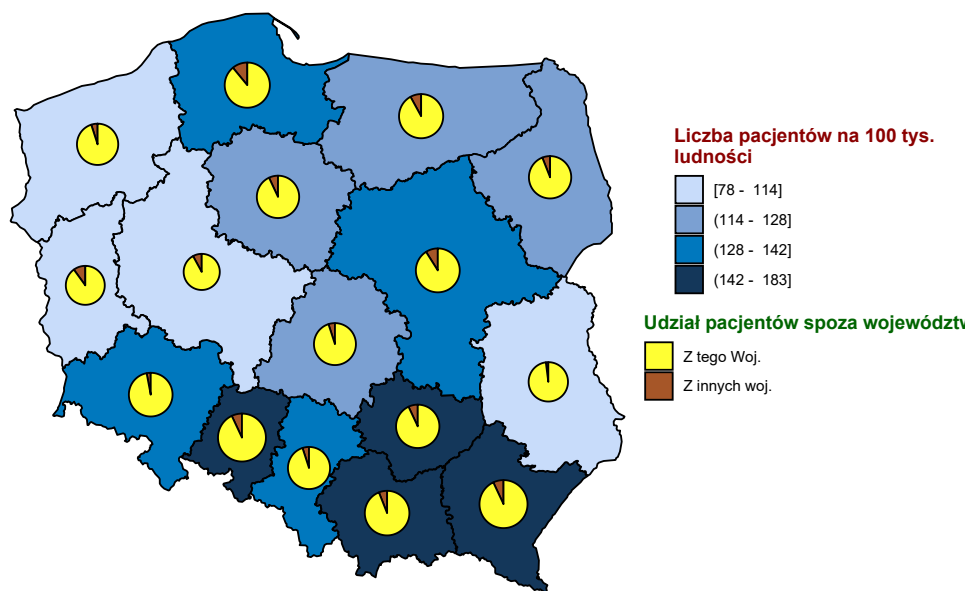 Liczba pacjentów na 100 tys.
ludności
[78 - 114]
(114 - 128]
(128 - 142]
(142 - 183]
Udział pacjentów spoza województw
Z tego Woj.
Z innych woj.